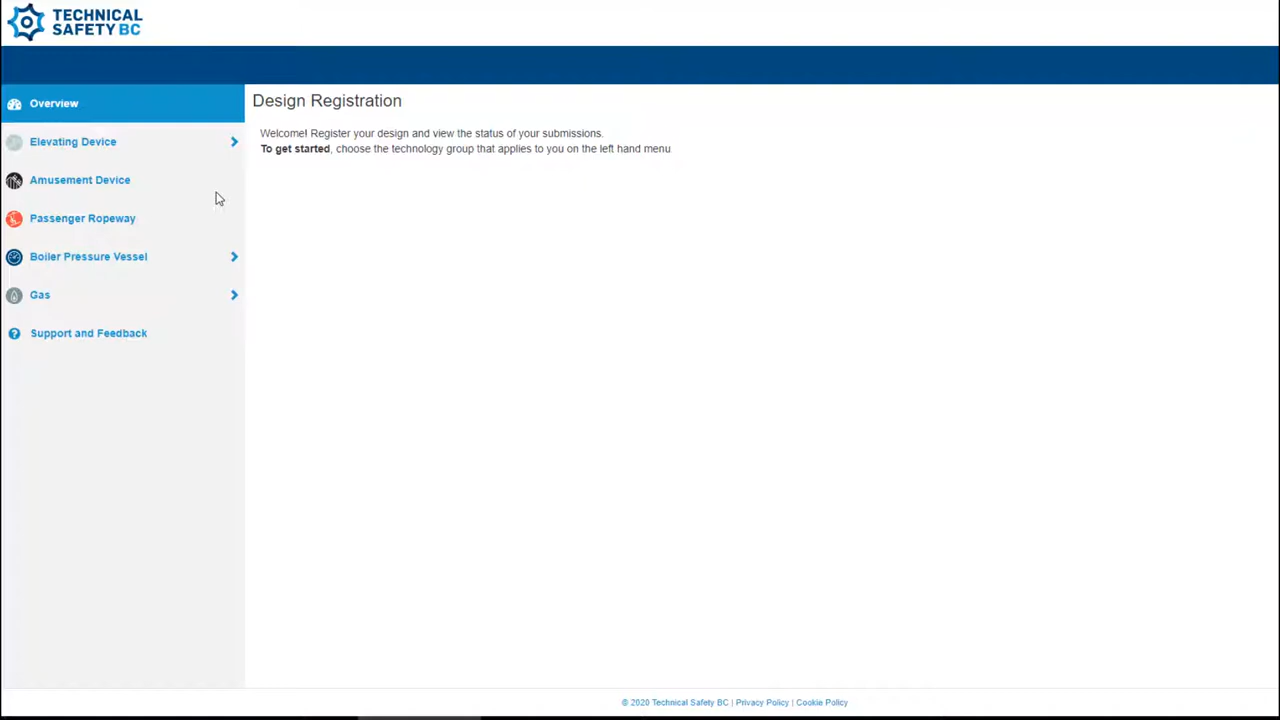 TECHNICAL
SAFETY BC
Overview
Elevating Device
Amusement Device
Passenger Ropeway
Boiler Pressure Vessel
Gas
Support and Feedback
Design Registration
Welcome! Register your design and view the status of your submissions.
To get started, choose the technology group that applies to you on the left hand menu
© 2020 Technical Safety BC | Privacy Policy | Cookie Policy